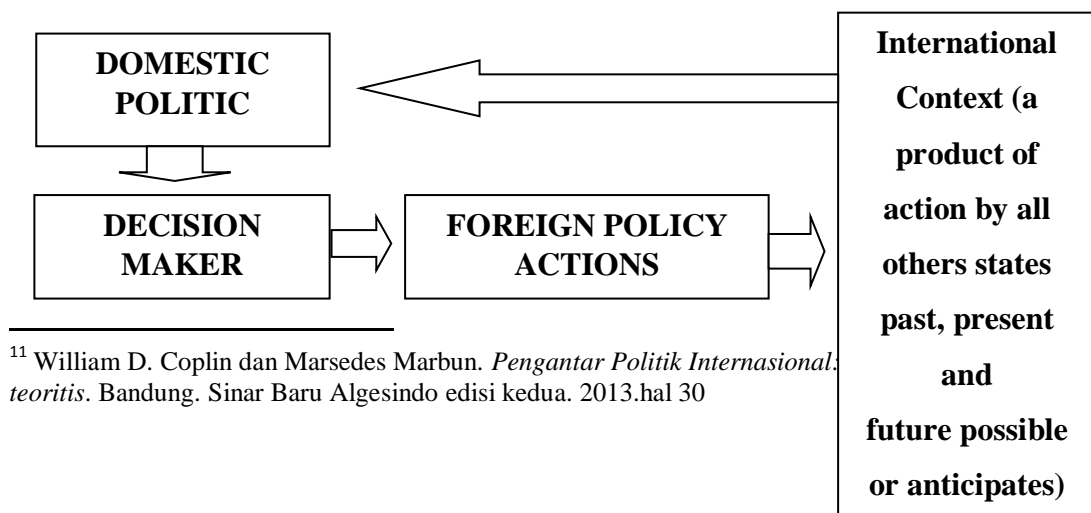 DOMESTIC
POLITIC
DECISION
MAKER
FOREIGN POLICY
ACTIONS
International
Context (a
product of
action by all
others states
past, present
and
future possible
or anticipates)
11 William D. Coplin dan Marsedes Marbun. Pengantar Politik Internasional:
teoritis. Bandung. Sinar Baru Algesindo edisi kedua. 2013.hal 30